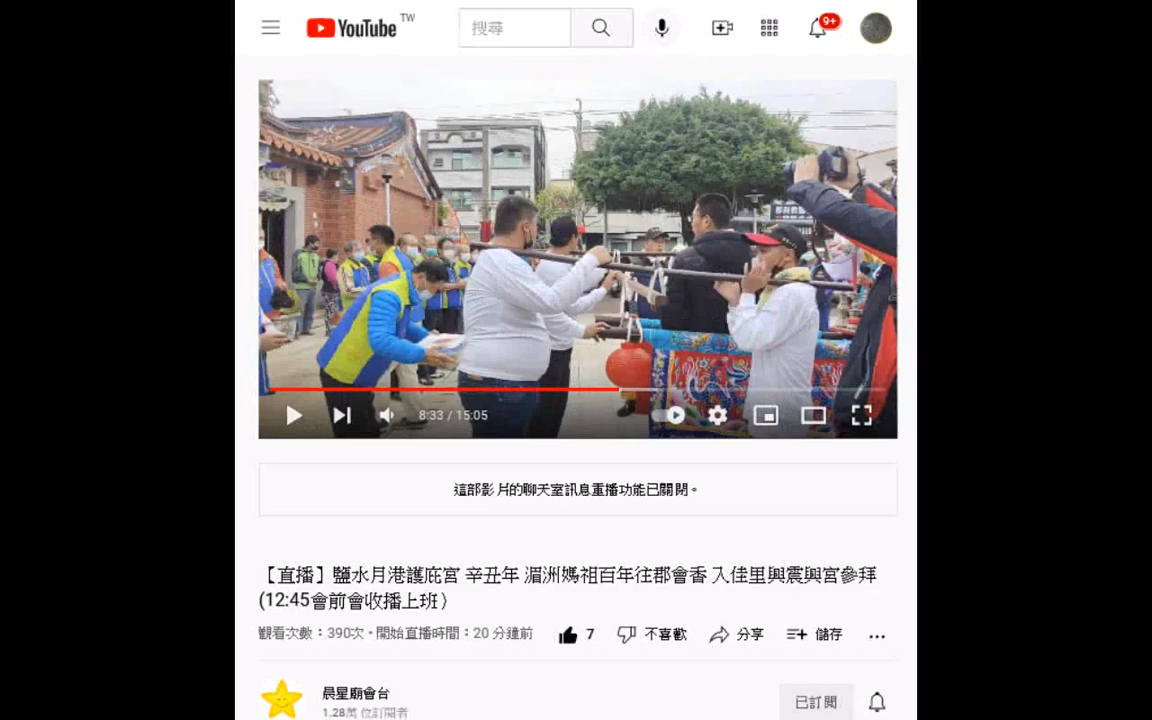 YouTube TW
搜尋
9+
8:33 / 15:05
這部影片的聊天室訊息重播功能已關閉。
【直播】鹽水月港護庇宮 辛丑年 湄洲媽祖百年往郡會香 入佳里興震興宮參拜
(12:45會前會收播上班）
觀看次數：390次 • 開始直播時間：20 分鐘前
7
不喜歡
分享
儲存
晨星廟會台
已訂閱
1.28萬 位訂閱者